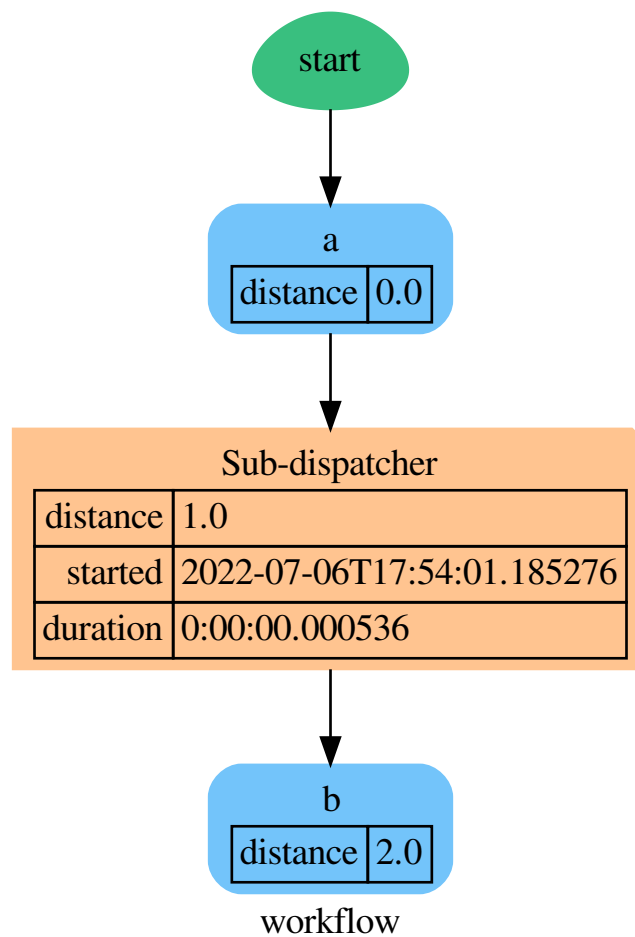 start
a
distance 0.0
Sub-dispatcher
distance 1.0
started 2022-07-06T17:54:01.185276
duration 0:00:00.000536
b
distance 2.0
workflow